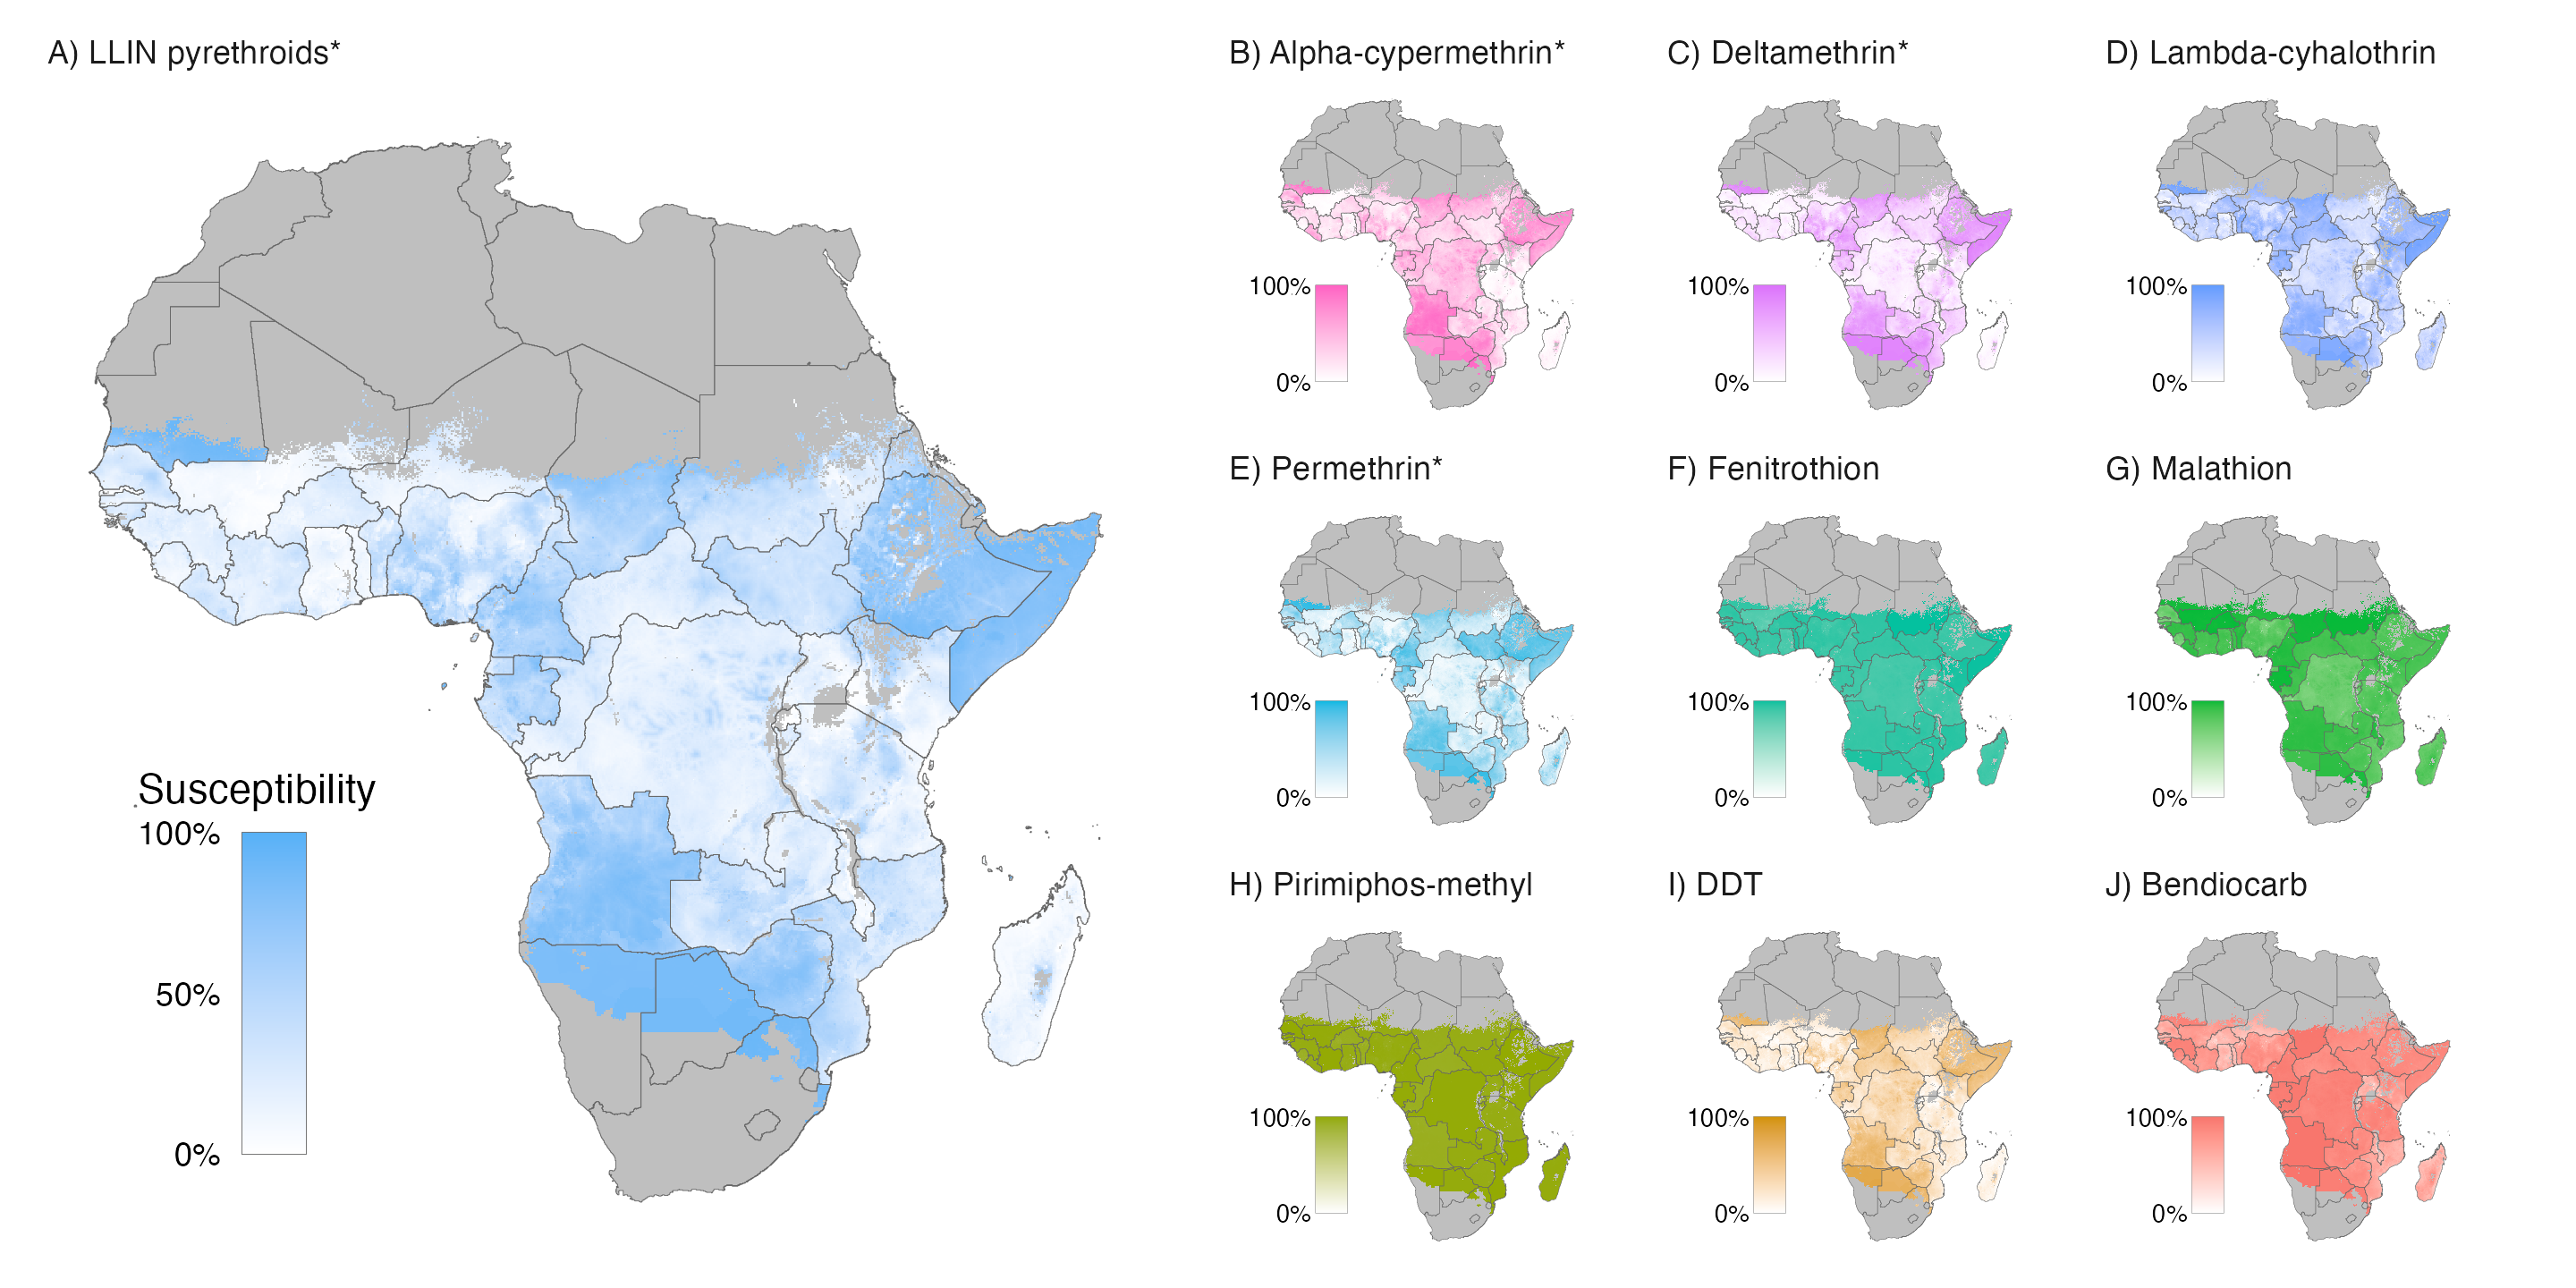 A) LLIN pyrethroids*
Susceptibility
100%
50%
0%
B) Alpha-cypermethrin*
100%
0%
C) Deltamethrin*
100%
0%
D) Lambda-cyhalothrin
100%
0%
E) Permethrin*
100%
0%
F) Fenitrothion
100%
0%
G) Malathion
100%
0%
H) Pirimiphos-methyl
100%
0%
I) DDT
100%
0%
J) Bendiocarb
100%
0%